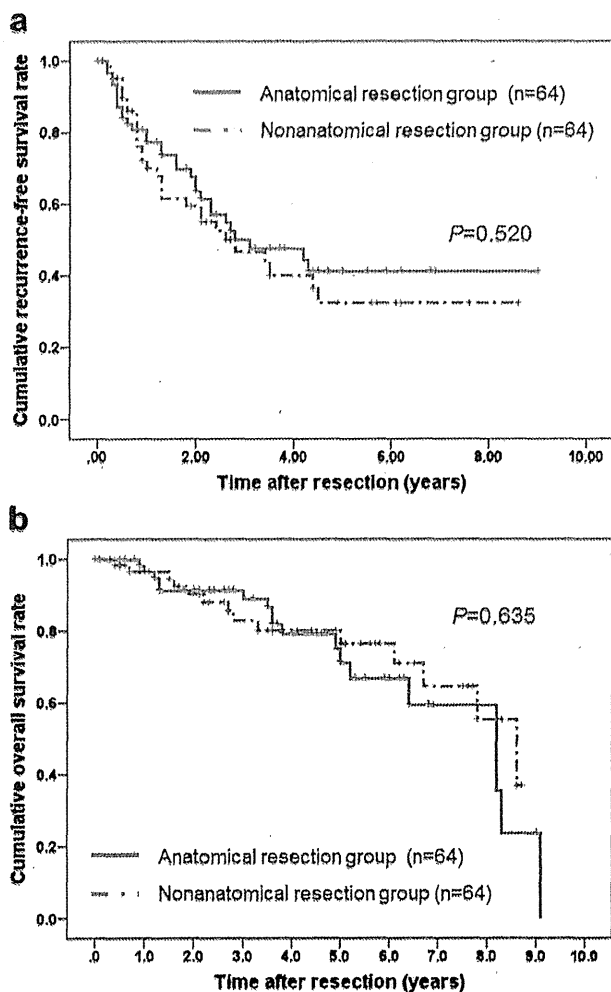 a
Cumulative recurrence-free survival rate
1.0
0.8
0.6
0.4
0.2
0.0
Anatomical resection group (n=64)
Nonanatomical resection group (n=64)
P=0.520
.00
2.00
4.00
6.00
8.00
10.00
Time after resection (years)
b
Cumulative overall survival rate
1.0
0.8
0.6
0.4
0.2
0.0
P=0.635
Anatomical resection group (n=64)
Nonanatomical resection group (n=64)
.0
1.0
2.0
3.0
4.0
5.0
6.0
7.0
8.0
9.0
10.0
Time after resection (years)